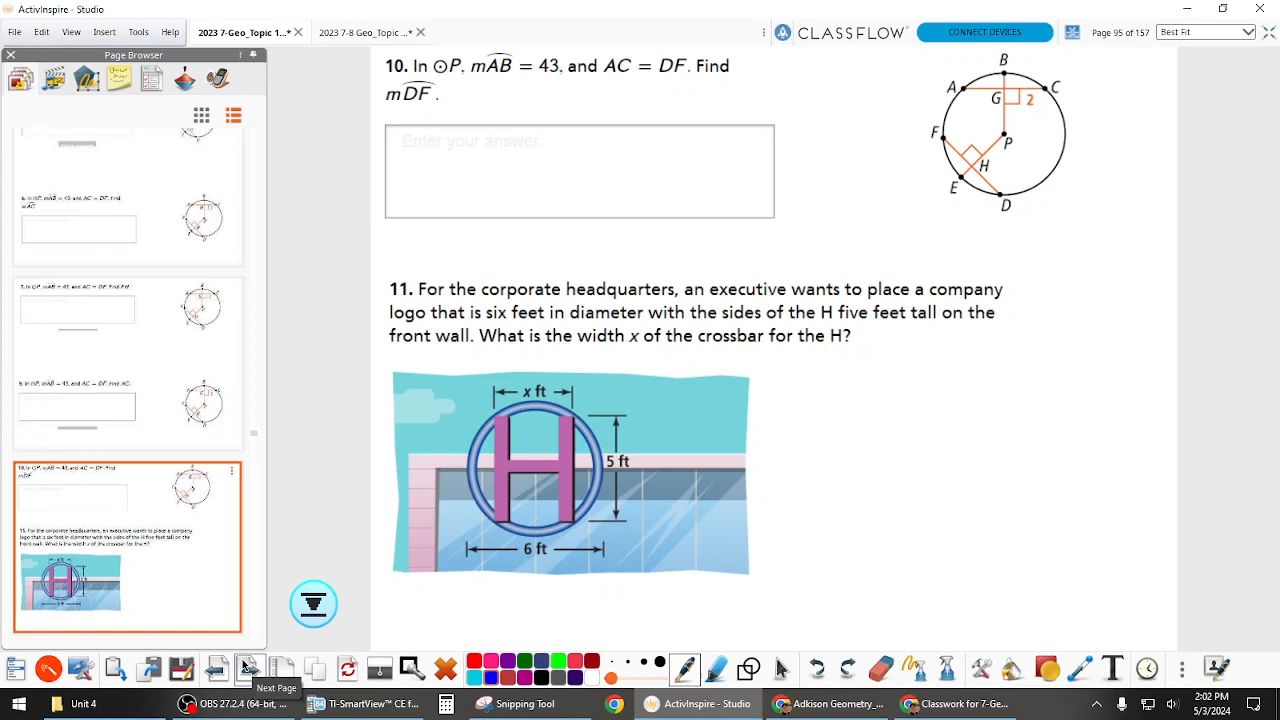 ActivInspire - Studio
File Edit View Insert Tools Help
2023 7-Geo_Topic 1...*
2023 7-8 Geo_Topic ...*
CLASSFLOW
CONNECT DEVICES
Page 95 of 157
Best Fit
Page Browser
10. In ⊙P, mAB = 43, and AC = DF. Find
mDF .
Enter your answer.
B
A
C
G
2
F
P
H
E
D
11. For the corporate headquarters, an executive wants to place a company
logo that is six feet in diameter with the sides of the H five feet tall on the
front wall. What is the width x of the crossbar for the H?
x ft
5 ft
6 ft
H
Next Page
Unit 4
OBS 27.2.4 (64-bit, ...
TI-SmartView™ CE F...
Snipping Tool
ActivInspire - Studio
Adkison Geometry ...
Classwork for 7-Ge...
2:02 PM
5/3/2024